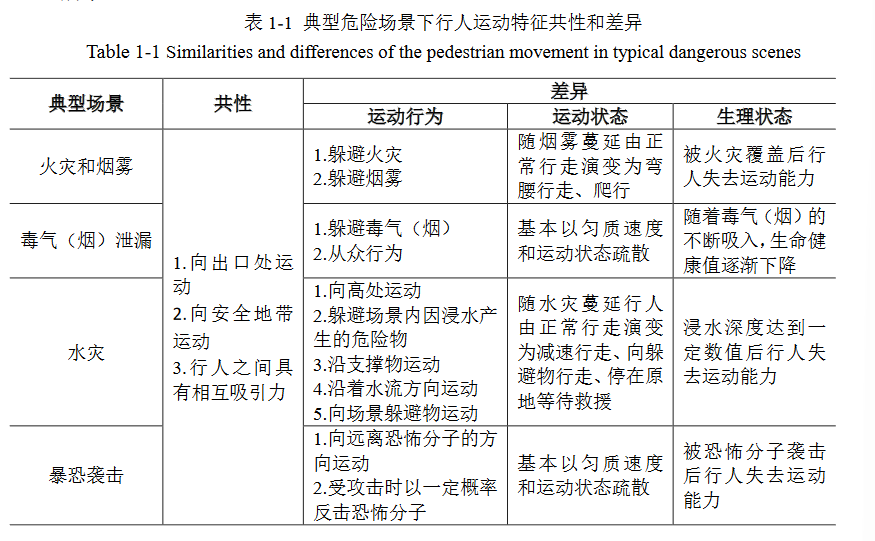 表 1-1 典型危险场景下行人运动特征共性和差异
Table 1-1 Similarities and differences of the pedestrian movement in typical dangerous scenes
典型场景
共性
差异
运动行为
运动状态
生理状态
火灾和烟雾
1.向出口处运
动
2.向安全地带
运动
3.行人之间具
有相互吸引力
1.躲避火灾
2.躲避烟雾
随烟雾蔓延由正
常行走演变为弯
腰行走、爬行
被火灾覆盖后行
人失去运动能力
毒气（烟）泄漏
1.躲避毒气（烟）
2.从众行为
基本以匀质速度
和运动状态疏散
随着毒气（烟）的
不断吸入，生命健
康值逐渐下降
水灾
1.向高处运动
2.躲避场景内因浸水产
生的危险物
3.沿支撑物运动
4.沿着水流方向运动
5.向场景躲避物运动
随水灾蔓延行人
由正常行走演变
为减速行走、向躲
避物行走、停在原
地等待救援
浸水深度达到一
定数值后行人失
去运动能力
暴恐袭击
1.向远离恐怖分子的方
向运动
2.受攻击时以一定概率
反击恐怖分子
基本以匀质速度
和运动状态疏散
被恐怖分子袭击
后行人失去运动
能力